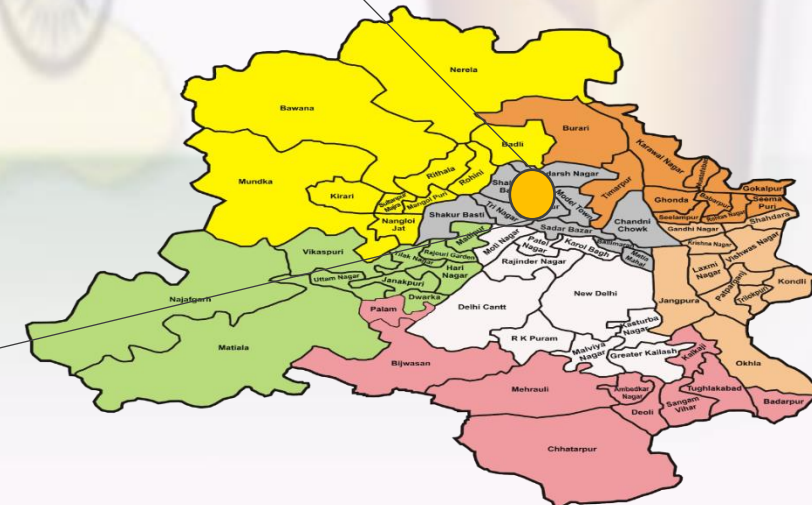 Nerela
Bawana
Burari
Badli
Karawal Nagar
Mundka
Rithala
Rohini
Kirari
Mangol Puri
Nangloi
Jat
Timarpur
Model Town
Gokalpur
Ghonda
Babarpur
Seema
Puri
Seelampur
Rohtas Nagar
Shahdara
Shakur Basti
Tri Nagar
Chandni
Chowk
Gandhi Nagar
Krishna Nagar
Vishwas Nagar
Madipur
Sadar Bazar
Moti Nagar
Patel
Nagar
Karol Bagh
Matia
Mahal
Vikaspuri
Tilak Nagar
Rajouri Garden
Hari
Nagar
Rajinder Nagar
Laxmi
Nagar
Patparganj
Trilokpuri
Kondli
Uttam Nagar
Janakpuri
Najafgarh
Dwarka
Palam
Delhi Cantt
New Delhi
Jangpura
Matiala
Kasturba
Nagar
R K Puram
Malviya
Nagar
Greater Kailash
Kalkaji
Okhla
Bijwasan
Mehrauli
Ambedkar
Nagar
Tughlakabad
Sangam
Vihar
Badarpur
Deoli
Chhatarpur